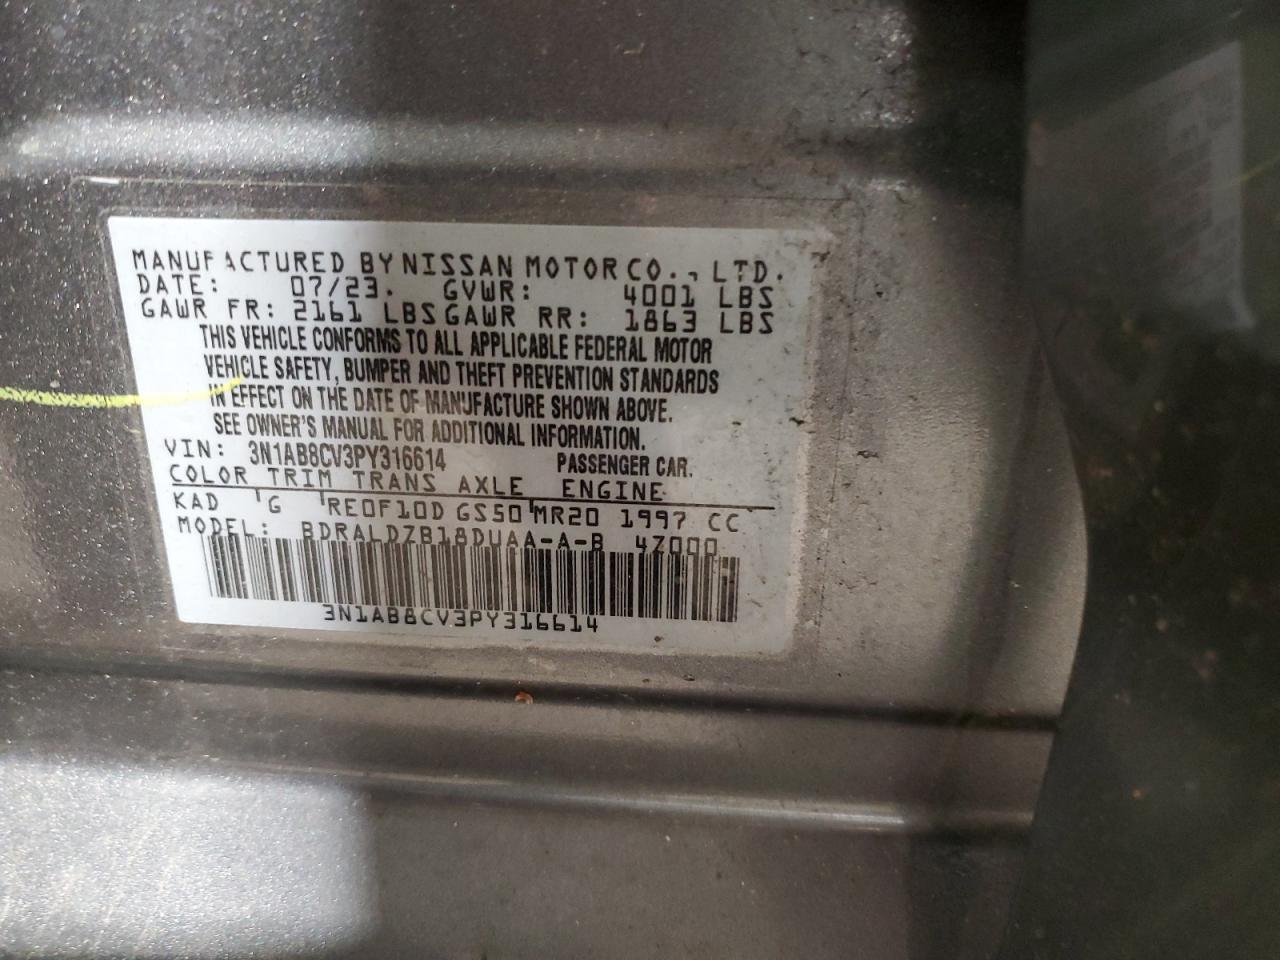 MANUFACTURED BY NISSAN MOTOR CO., LTD.
DATE: 07/23. GVWR: 4001 LBS
GAWR FR: 2161 LBS GAWR RR: 1863 LBS
THIS VEHICLE CONFORMS TO ALL APPLICABLE FEDERAL MOTOR
VEHICLE SAFETY, BUMPER AND THEFT PREVENTION STANDARDS
IN EFFECT ON THE DATE OF MANUFACTURE SHOWN ABOVE.
SEE OWNER'S MANUAL FOR ADDITIONAL INFORMATION.
VIN: 3N1AB8CV3PY316614 PASSENGER CAR.
COLOR TRIM TRANS AXLE ENGINE
KAD G RE0F10D GS50 MR20 1997 CC
MODEL: BDRALDZB18DUAA-A-B 4Z000
3N1AB8CV3PY316614